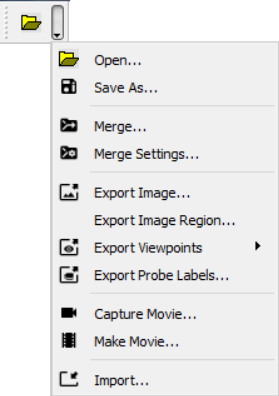 Open...
Save As...
Merge...
Merge Settings...
Export Image...
Export Image Region...
Export Viewpoints
Export Probe Labels...
Capture Movie...
Make Movie...
Import...